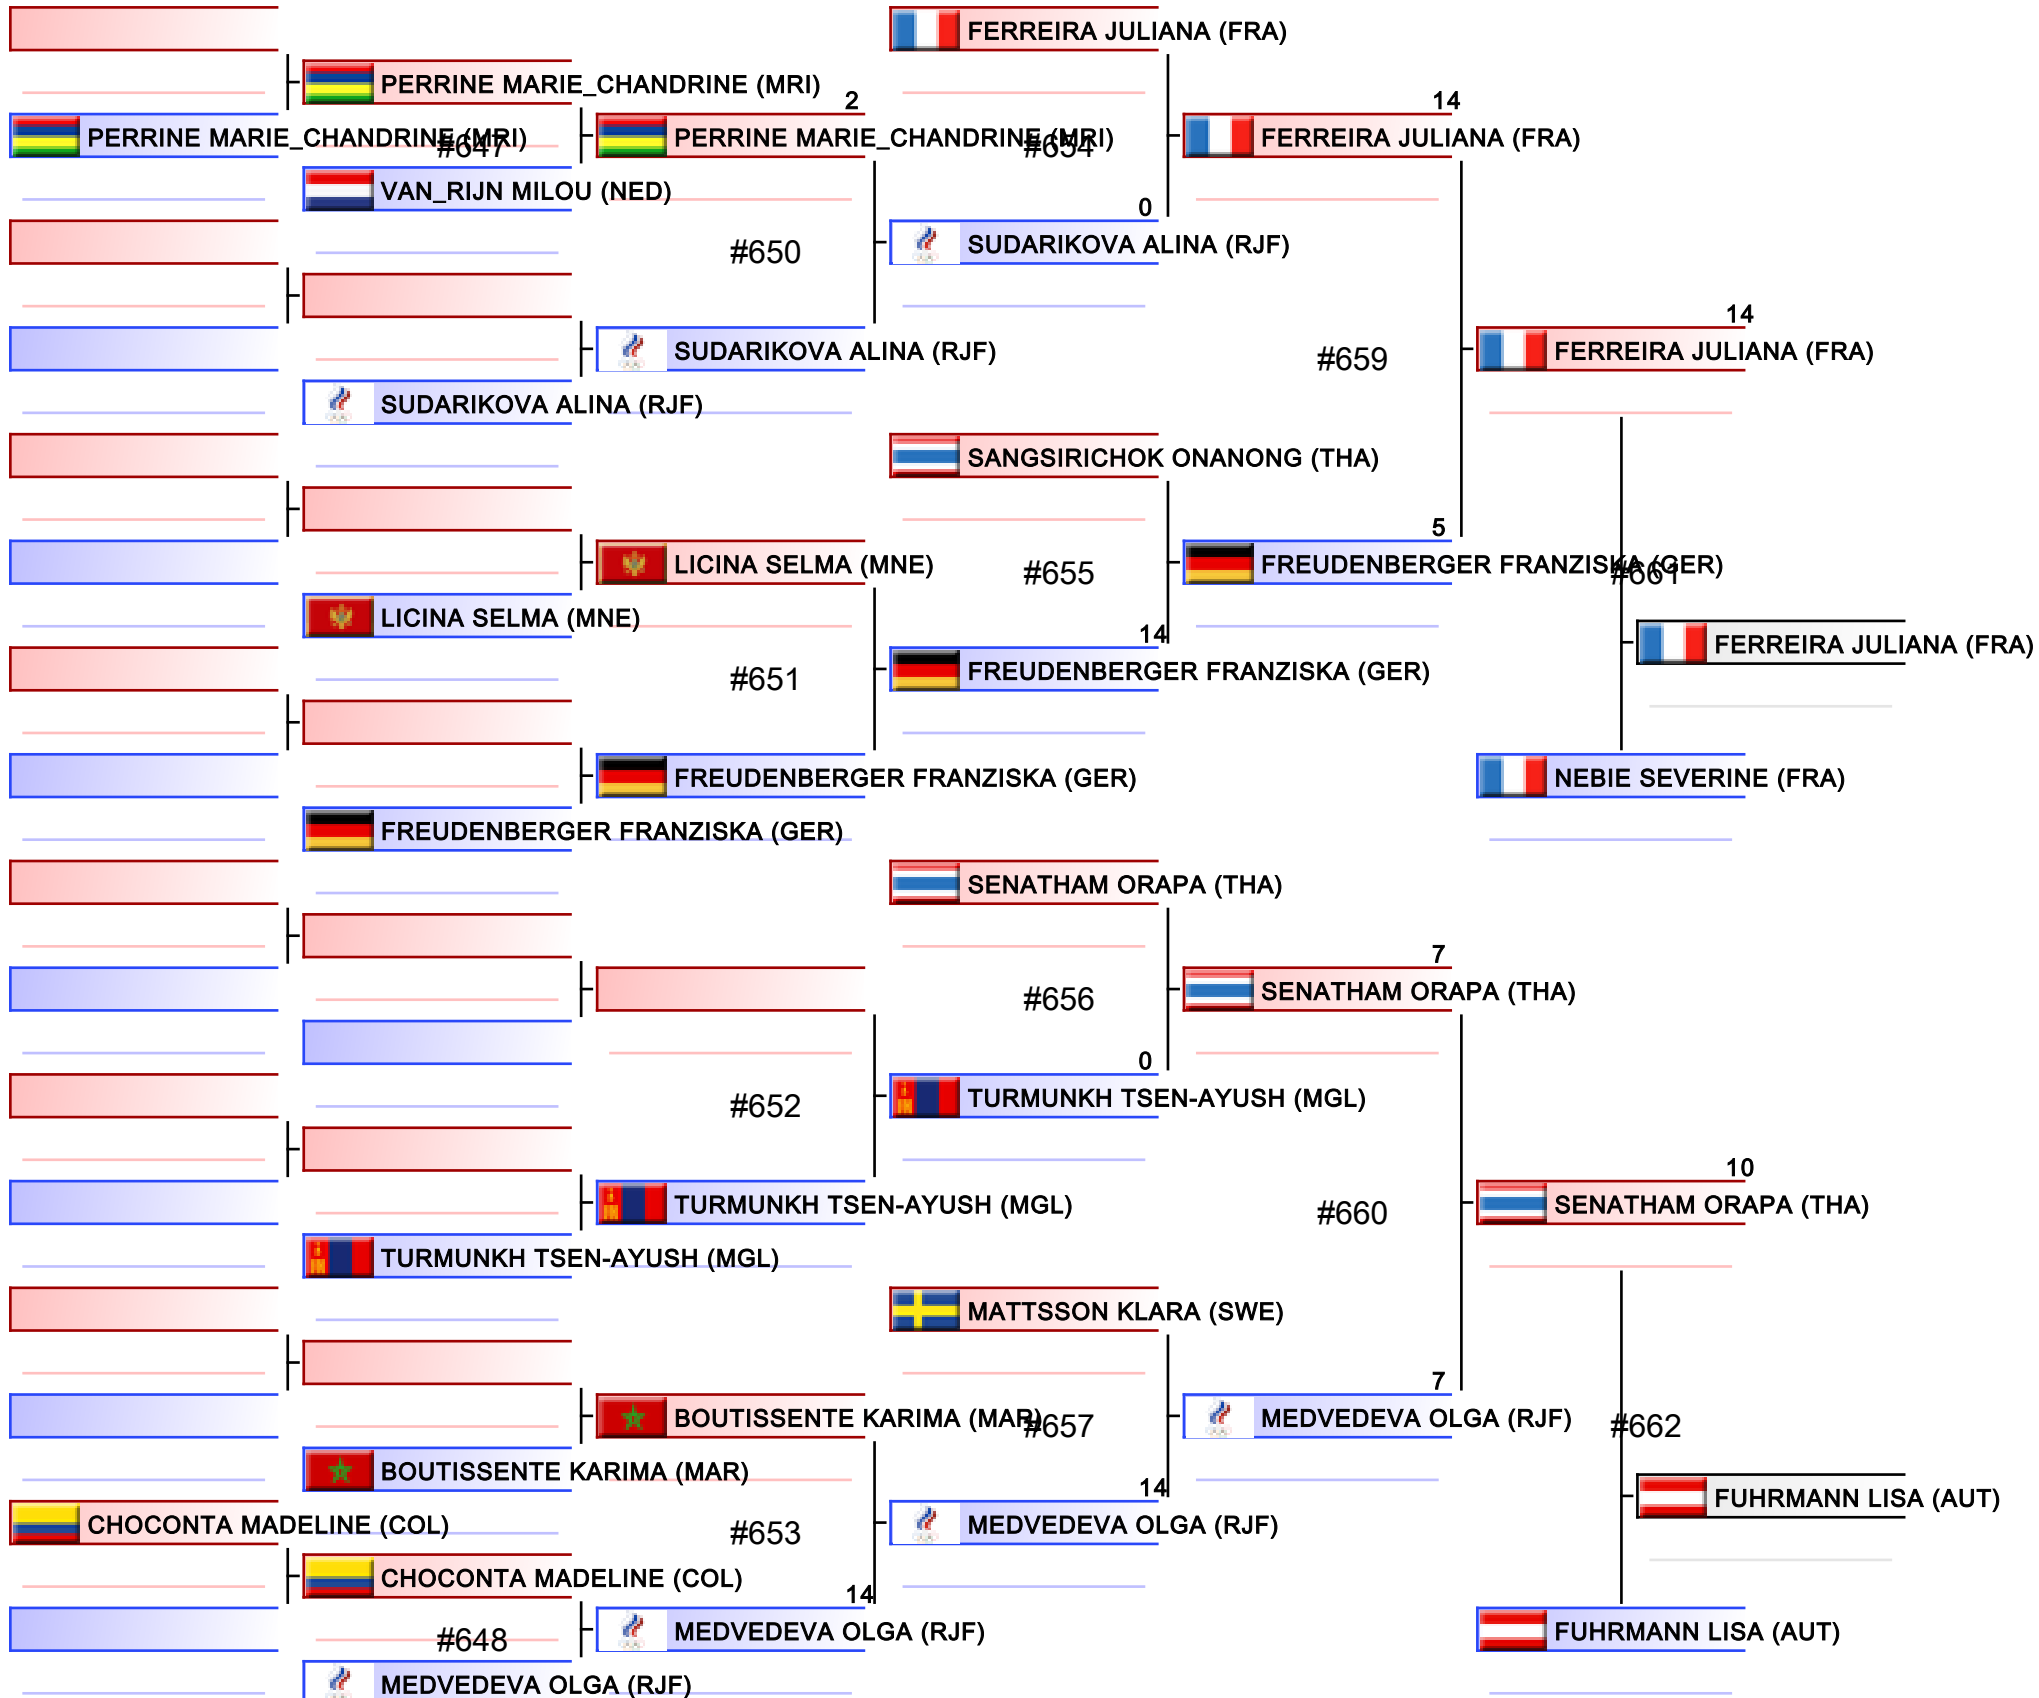 FERREIRA JULIANA (FRA)
PERRINE MARIE_CHANDRINE (MRI)
2
14
PERRINE MARIE_CHANDRINE (MRI)
#647
PERRINE MARIE_CHANDRINE (MRI)
#654
FERREIRA JULIANA (FRA)
VAN_RIJN MILOU (NED)
0
#650
SUDARIKOVA ALINA (RJF)
14
SUDARIKOVA ALINA (RJF)
#659
FERREIRA JULIANA (FRA)
SUDARIKOVA ALINA (RJF)
SANGSIRICHOK ONANONG (THA)
5
LICINA SELMA (MNE)
#655
FREUDENBERGER FRANZISKA (GER)
#661
LICINA SELMA (MNE)
14
FERREIRA JULIANA (FRA)
#651
FREUDENBERGER FRANZISKA (GER)
FREUDENBERGER FRANZISKA (GER)
NEBIE SEVERINE (FRA)
FREUDENBERGER FRANZISKA (GER)
SENATHAM ORAPA (THA)
7
#656
SENATHAM ORAPA (THA)
0
#652
TURMUNKH TSEN-AYUSH (MGL)
10
TURMUNKH TSEN-AYUSH (MGL)
#660
SENATHAM ORAPA (THA)
TURMUNKH TSEN-AYUSH (MGL)
MATTSSON KLARA (SWE)
7
BOUTISSENTE KARIMA (MAR)
#657
MEDVEDEVA OLGA (RJF)
#662
BOUTISSENTE KARIMA (MAR)
14
FUHRMANN LISA (AUT)
CHOCONTA MADELINE (COL)
#653
MEDVEDEVA OLGA (RJF)
CHOCONTA MADELINE (COL)
14
#648
MEDVEDEVA OLGA (RJF)
FUHRMANN LISA (AUT)
MEDVEDEVA OLGA (RJF)